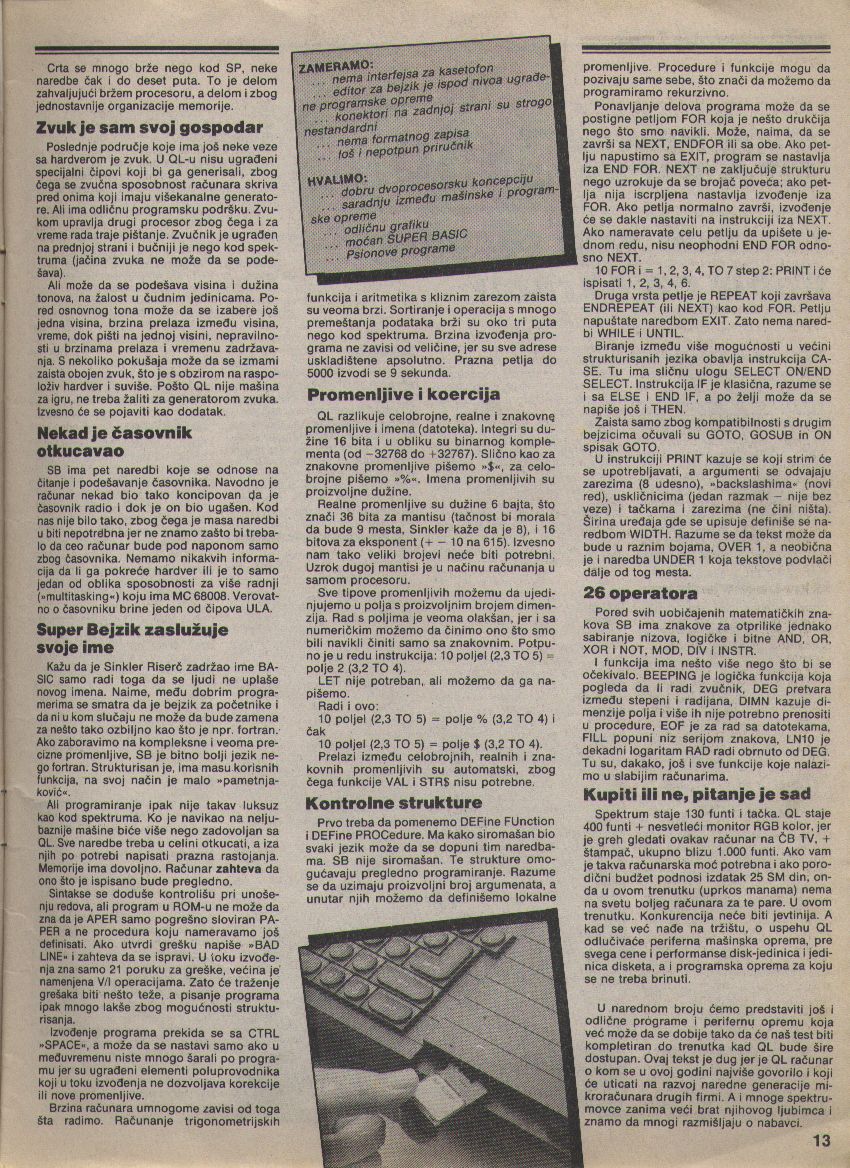 Crta se mnogo brže nego kod SP, neke
naredbe čak i do deset puta. To je delom
zahvaljujući bržem procesoru, a delom i zbog
jednostavnije organizacije memorije.
Zvuk je sam svoj gospodar
Poslednje područje koje ima još neke veze
sa hardverom je zvuk. U QL-u nisu ugrađeni
specijalni čipovi koji bi ga generisali, zbog
čega se zvučna sposobnost računara skriva
pred onima koji imaju višekanalne generato-
re. Ali ima odličnu programsku podršku. Zvu-
kom upravlja drugi procesor zbog čega i za
vreme rada traje pištanje. Zvučnik je ugrađen
na prednjoj strani i bučniji je nego kod spek-
truma (jačina zvuka ne može da se pode-
šava).
Ali može da se podešava visina i dužina
tonova, na žalost u čudnim jedinicama. Po-
red osnovnog tona može da se izabere još
jedna visina, brzina prelaza između visina,
vreme, dok pišti na jednoj visini, nepravilno-
sti u brzinama prelaza i vremenu zadržava-
nja. S nekoliko pokušaja može da se izmami
zaista obojen zvuk, što je s obzirom na raspo-
loživ hardver i suviše. Pošto QL nije mašina
za igru, ne treba žaliti za generatorom zvuka.
Izvesno će se pojaviti kao dodatak.
Nekad je časovnik
otkucavao
SB ima pet naredbi koje se odnose na
čitanje i podešavanje časovnika. Navodno je
računar nekad bio tako koncipovan da je
časovnik radio i dok je on bio ugašen. Kod
nas nije bilo tako, zbog čega je masa naredbi
u biti nepotrebna jer ne znamo zašto bi treba-
lo da ceo računar bude pod naponom samo
zbog časovnika. Nemamo nikakvih informa-
cija da li ga pokreće hardver ili je to samo
jedan od oblika sposobnosti za više radnji
(»multitasking«) koju ima MC 68008. Verovat-
no o časovniku brine jeden od čipova ULA.
Super Bejzik zaslužuje
svoje ime
Kažu da je Sinkler Riserč zadržao ime BA-
SIC samo radi toga da se ljudi ne uplaše
novog imena. Naime, među dobrim progra-
merima se smatra da je bejzik za početnike i
da ni u kom slučaju ne može da bude zamena
za nešto tako ozbiljno kao što je npr. fortran.
Ako zaboravimo na kompleksne i veoma pre-
cizne promenljive, SB je bitno bolji jezik ne-
go fortran. Strukturisan je, ima masu korisnih
funkcija, na svoj način je malo »pametnja-
ković«.
Ali programiranje ipak nije takav luksuz
kao kod spektruma. Ko je navikao na nelju-
baznije mašine biće više nego zadovoljan sa
QL. Sve naredbe treba u celini otkucati, a iza
njih po potrebi napisati prazna rastojanja.
Memorije ima dovoljno. Računar zahteva da
ono što je ispisano bude pregledno.
Sintakse se doduše kontrolišu pri unoše-
nju redova, ali program u ROM-u ne može da
zna da je APER samo pogrešno sloviran PA-
PER a ne procedura koju nameravamo još
definisati. Ako utvrdi grešku napiše »BAD
LINE« i zahteva da se ispravi. U toku izvođe-
nja zna samo 21 poruku za greške, većina je
namenjena V/I operacijama. Zato će traženje
grešaka biti nešto teže, a pisanje programa
ipak mnogo lakše zbog mogućnosti struktu-
risanja.
Izvođenje programa prekida se sa CTRL
»SPACE«, a može da se nastavi samo ako u
međuvremenu niste mnogo šarali po progra-
mu jer su ugrađeni elementi poluprovodnika
koji u toku izvođenja ne dozvoljava korekcije
ili nove promenljive.
Brzina računara umnogome zavisi od toga
šta radimo. Računanje trigonometrijskih
ZAMERAMO:
... nema interfejsa za kasetofon
... editor za bejzik je ispod nivoa ugrađe-
ne programske opreme
... konektori na zadnjoj strani su strogo
nestandardni
... nema formatnog zapisa
... još i nepotpun priručnik
HVALIMO:
... dobru dvoprocesorsku koncepciju
... saradnju između mašinske i program-
ske opreme
... odličnu grafiku
... moćan SUPER BASIC
... Psionove programe
funkcija i aritmetika s kliznim zarezom zaista
su veoma brzi. Sortiranje i operacija s mnogo
premeštanja podataka brži su oko tri puta
nego kod spektruma. Brzina izvođenja pro-
grama ne zavisi od veličine, jer su sve adrese
uskladištene apsolutno. Prazna petlja do
5000 izvodi se 9 sekunda.
Promenljive i koercija
QL razlikuje celobrojne, realne i znakovne
promenljive i imena (datoteka). Integri su du-
žine 16 bita i u obliku su binarnog komple-
menta (od −32768 do +32767). Slično kao za
znakovne promenljive pišemo »$«, za celo-
brojne pišemo »%«. Imena promenljivih su
proizvoljne dužine.
Realne promenljive su dužine 6 bajta, što
znači 36 bita za mantisu (tačnost bi morala
da bude 9 mesta, Sinkler kaže da je 8), i 16
bitova za eksponent (+ − 10 na 615). Izvesno
nam tako veliki brojevi neće biti potrebni.
Uzrok dugoj mantisi je u načinu računanja u
samom procesoru.
Sve tipove promenljivih možemo da ujedi-
njujemo u polja s proizvoljnim brojem dimen-
zija. Rad s poljima je veoma olakšan, jer i sa
numeričkim možemo da činimo ono što smo
bili navikli činiti samo sa znakovnim. Potpu-
no je u redu instrukcija: 10 poljel (2,3 TO 5) =
polje 2 (3,2 TO 4).
LET nije potreban, ali možemo da ga na-
pišemo.
Radi i ovo:
10 poljel (2,3 TO 5) = polje % (3,2 TO 4) i
čak
10 poljel (2,3 TO 5) = polje $ (3,2 TO 4).
Prelazi između celobrojnih, realnih i zna-
kovnih promenljivih su automatski, zbog
čega funkcije VAL i STR$ nisu potrebne.
Kontrolne strukture
Prvo treba da pomenemo DEFine FUnction
i DEFine PROCedure. Ma kako siromašan bio
svaki jezik može da se dopuni tim naredba-
ma. SB nije siromašan. Te strukture omo-
gućavaju pregledno programiranje. Razume
se da uzimaju proizvoljni broj argumenata, a
unutar njih možemo da definišemo lokalne
promenljive. Procedure i funkcije mogu da
pozivaju same sebe, što znači da možemo da
programiramo rekurzivno.
Ponavljanje delova programa može da se
postigne petljom FOR koja je nešto drukčija
nego što smo navikli. Može, naima, da se
završi sa NEXT, ENDFOR ili sa obe. Ako pet-
lju napustimo sa EXIT, program se nastavlja
iza END FOR. NEXT ne zaključuje strukturu
nego uzrokuje da se brojač poveća; ako pet-
lja nija iscrpljena nastavlja izvođenje iza
FOR. Ako petlja normalno završi, izvođenje
će se dakle nastaviti na instrukciji iza NEXT.
Ako nameravate celu petlju da upišete u je-
dnom redu, nisu neophodni END FOR odno-
sno NEXT.
10 FOR i = 1, 2, 3, 4, TO 7 step 2: PRINT i će
ispisati 1, 2, 3, 4, 6.
Druga vrsta petlje je REPEAT koji završava
ENDREPEAT (ili NEXT) kao kod FOR. Petlju
napuštate naredbom EXIT. Zato nema nared-
bi WHILE i UNTIL.
Biranje između više mogućnosti u većini
strukturisanih jezika obavlja instrukcija CA-
SE. Tu ima sličnu ulogu SELECT ON/END
SELECT. Instrukcija IF je klasična, razume se
i sa ELSE i END IF, a po želji može da se
napiše još i THEN.
Zaista samo zbog kompatibilnosti s drugim
bejzicima očuvali su GOTO, GOSUB in ON
spisak GOTO.
U instrukciji PRINT kazuje se koji strim će
se upotrebljavati, a argumenti se odvajaju
zarezima (8 udesno), »backslashima« (novi
red), uskličnicima (jedan razmak – nije bez
veze) i tačkama i zarezima (ne čini ništa).
Širina uređaja gde se upisuje definiše se na-
redbom WIDTH. Razume se da tekst može da
bude u raznim bojama, OVER 1, a neobična
je i naredba UNDER 1 koja tekstove podvlači
dalje od tog mesta.
26 operatora
Pored svih uobičajenih matematičkih zna-
kova SB ima znakove za otprilike jednako
sabiranje nizova, logičke i bitne AND, OR,
XOR i NOT, MOD, DIV i INSTR.
I funkcija ima nešto više nego što bi se
očekivalo. BEEPING je logička funkcija koja
pogleda da li radi zvučnik, DEG pretvara
između stepeni i radijana, DIMN kazuje di-
menzije polja i više ih nije potrebno prenositi
u procedure, EOF je za rad sa datotekama,
FILL popuni niz serijom znakova, LN10 je
dekadni logaritam RAD radi obrnuto od DEG.
Tu su, dakako, još i sve funkcije koje nalazi-
mo u slabijim računarima.
Kupiti ili ne, pitanje je sad
Spektrum staje 130 funti i tačka. QL staje
400 funti + nesvetleći monitor RGB kolor, jer
je greh gledati ovakav računar na ČB TV, +
štampač, ukupno blizu 1.000 funti. Ako vam
je takva računarska moć potrebna i ako poro-
dični budžet podnosi izdatak 25 SM din, on-
da u ovom trenutku (uprkos manama) nema
na svetu boljeg računara za te pare. U ovom
trenutku. Konkurencija neće biti jevtinija. A
kad se već nađe na tržištu, o uspehu QL
odlučivaće periferna mašinska oprema, pre
svega cene i performanse disk-jedinica i jedi-
nica disketa, a i programska oprema za koju
se ne treba brinuti.
U narednom broju ćemo predstaviti još i
odlične programe i perifernu opremu koja
već može da se dobije tako da će naš test biti
kompletiran do trenutka kad QL bude šire
dostupan. Ovaj tekst je dug jer je QL računar
o kom se u ovoj godini najviše govorilo i koji
će uticati na razvoj naredne generacije mi-
kroračunara drugih firmi. A i mnoge spektru-
movce zanima veći brat njihovog ljubimca i
znamo da mnogi razmišljaju o nabavci.
13